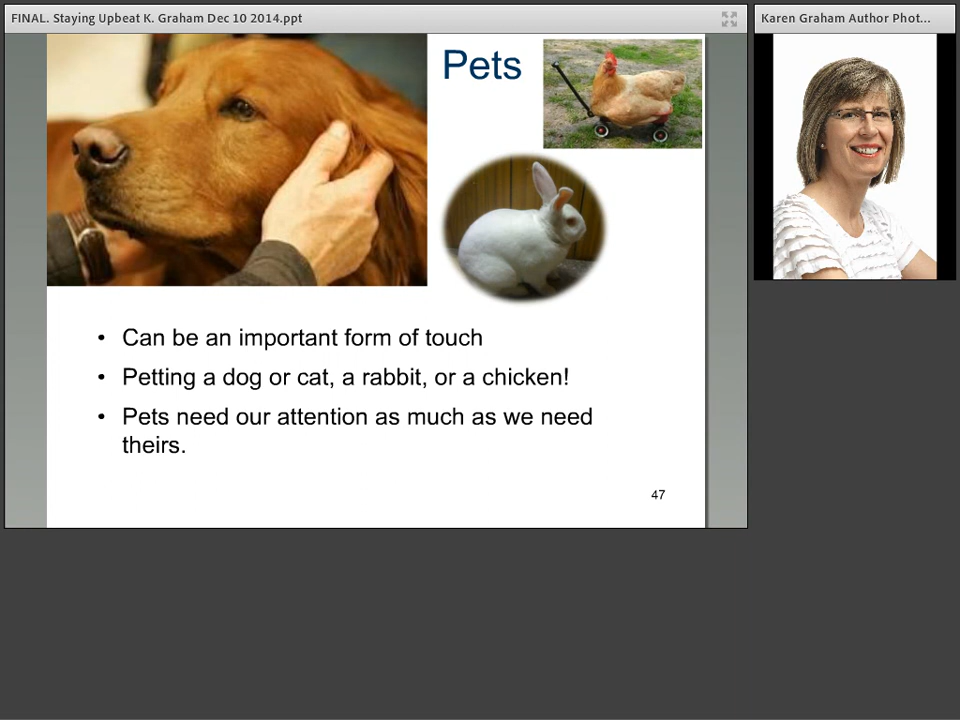 FINAL. Staying Upbeat K. Graham Dec 10 2014.ppt
Karen Graham Author Phot...
Pets
• Can be an important form of touch
• Petting a dog or cat, a rabbit, or a chicken!
• Pets need our attention as much as we need
theirs.
47